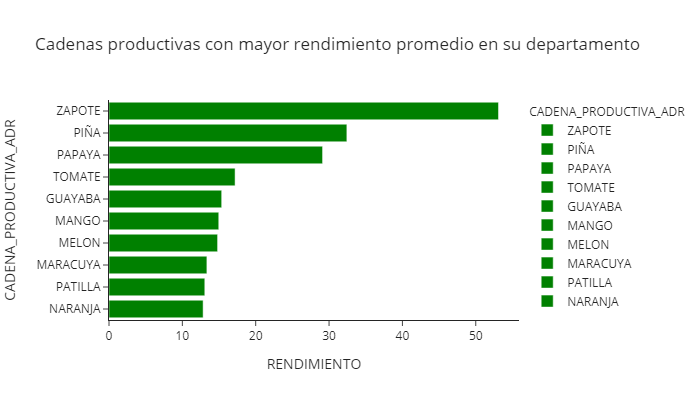 Cadenas productivas con mayor rendimiento promedio en su departamento
CADENA_PRODUCTIVA_ADR
ZAPOTE
PIÑA
PAPAYA
TOMATE
GUAYABA
MANGO
MELON
MARACUYA
PATILLA
NARANJA
0 10 20 30 40 50
RENDIMIENTO
CADENA_PRODUCTIVA_ADR
ZAPOTE
PIÑA
PAPAYA
TOMATE
GUAYABA
MANGO
MELON
MARACUYA
PATILLA
NARANJA